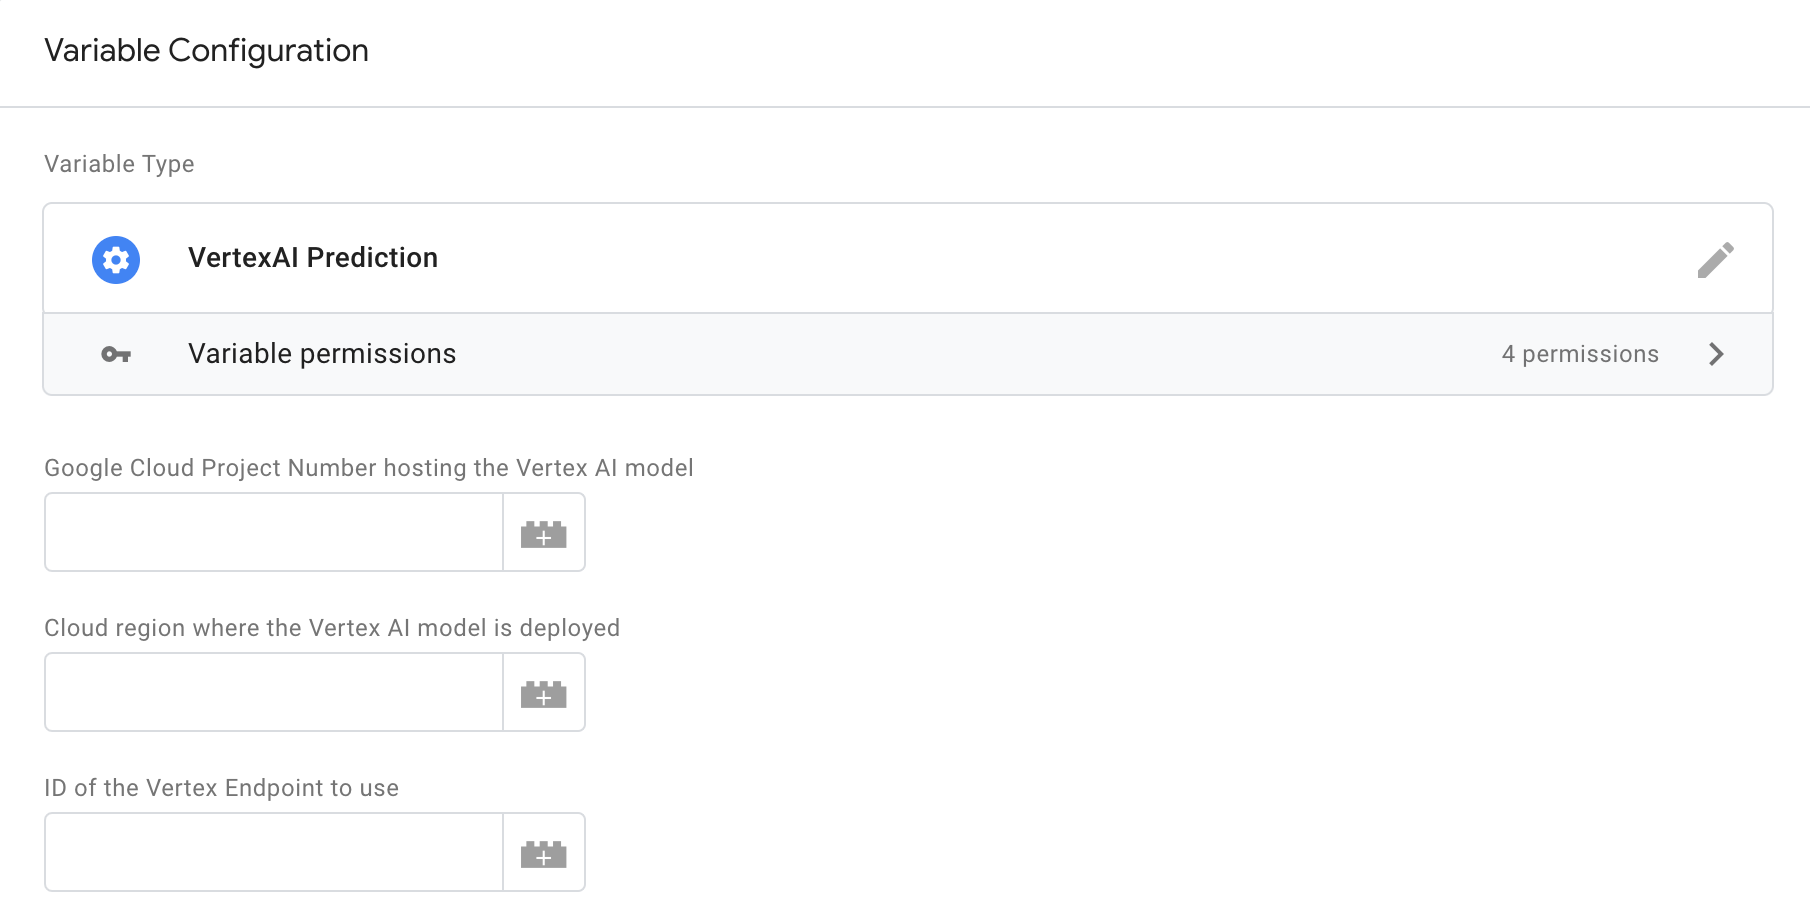 Variable Configuration
Variable Type
VertexAI Prediction
Variable permissions 4 permissions
Google Cloud Project Number hosting the Vertex AI model
Cloud region where the Vertex AI model is deployed
ID of the Vertex Endpoint to use